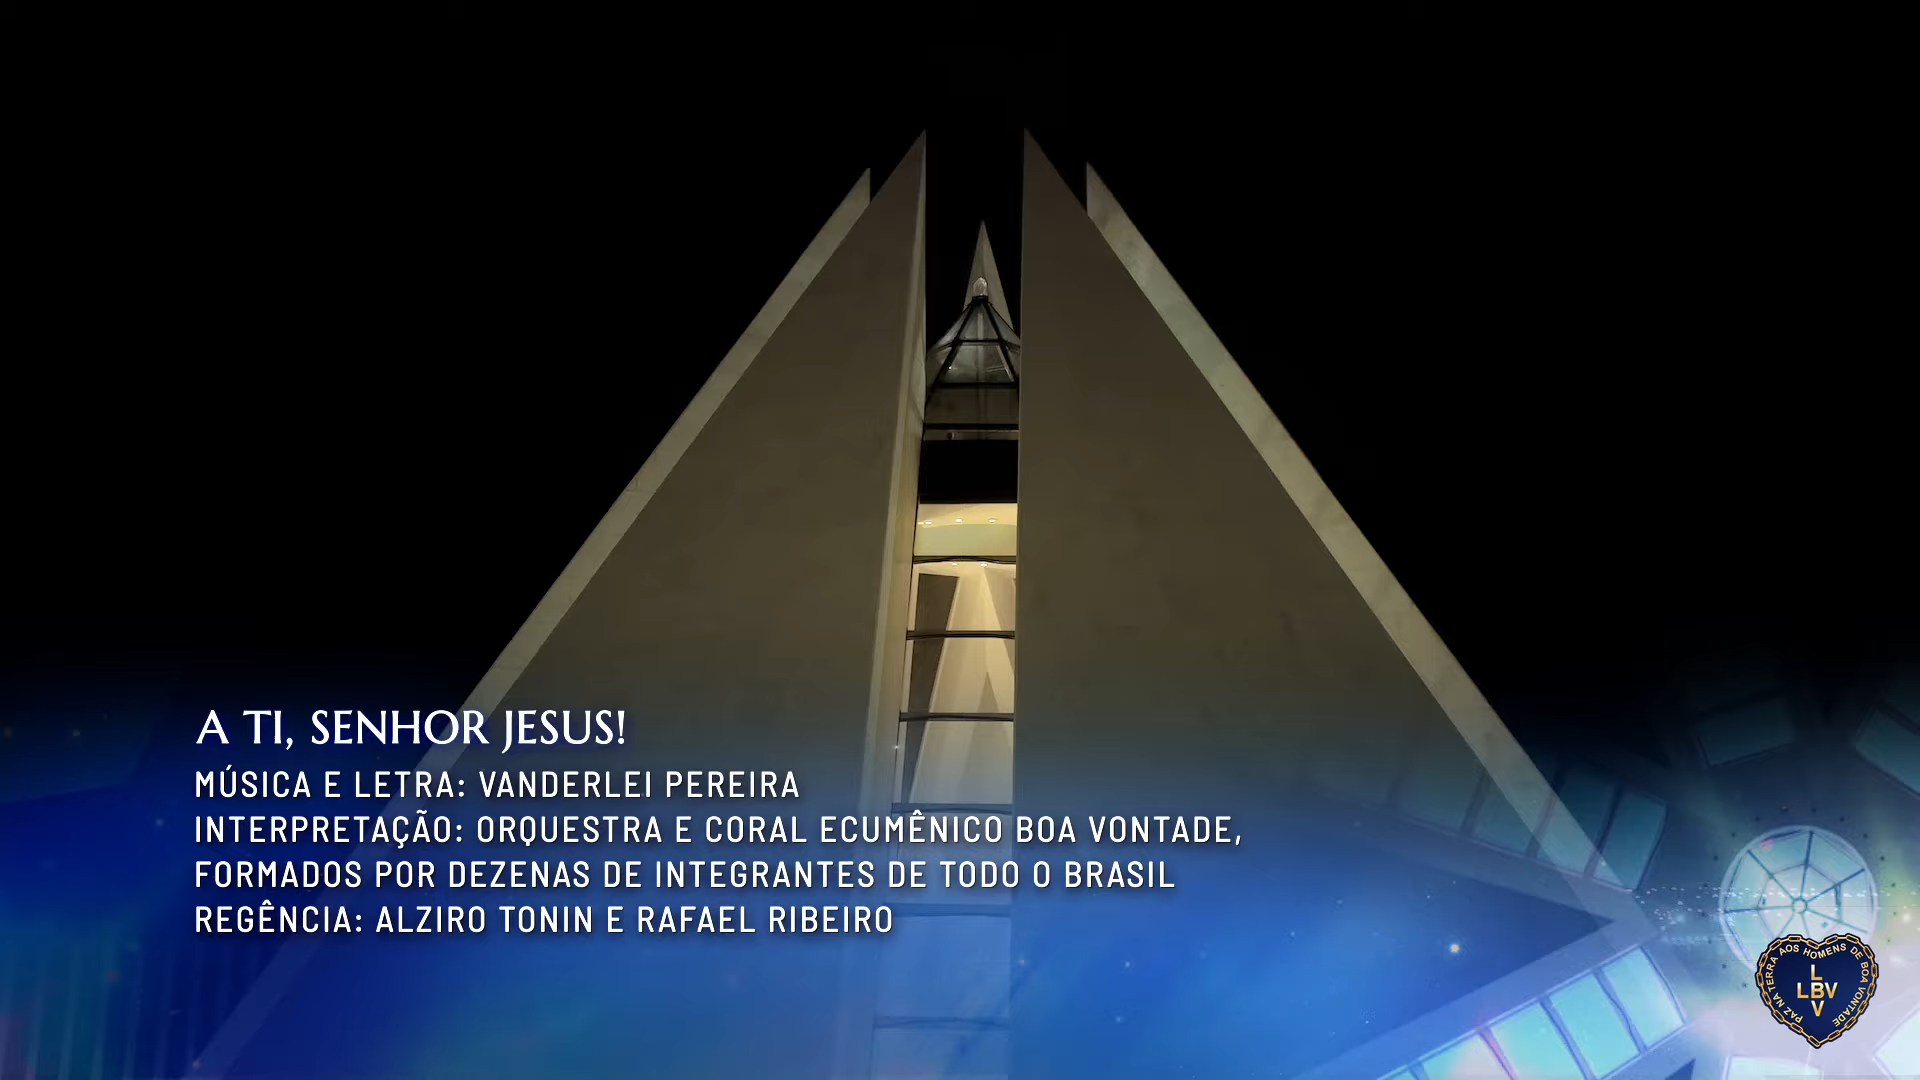 A TI, SENHOR JESUS!
MÚSICA E LETRA: VANDERLEI PEREIRA
INTERPRETAÇÃO: ORQUESTRA E CORAL ECUMÊNICO BOA VONTADE,
FORMADOS POR DEZENAS DE INTEGRANTES DE TODO O BRASIL
REGÊNCIA: ALZIRO TONIN E RAFAEL RIBEIRO
PAZ NA TERRA AOS HOMENS DE BOA VONTADE
L
LBV
V